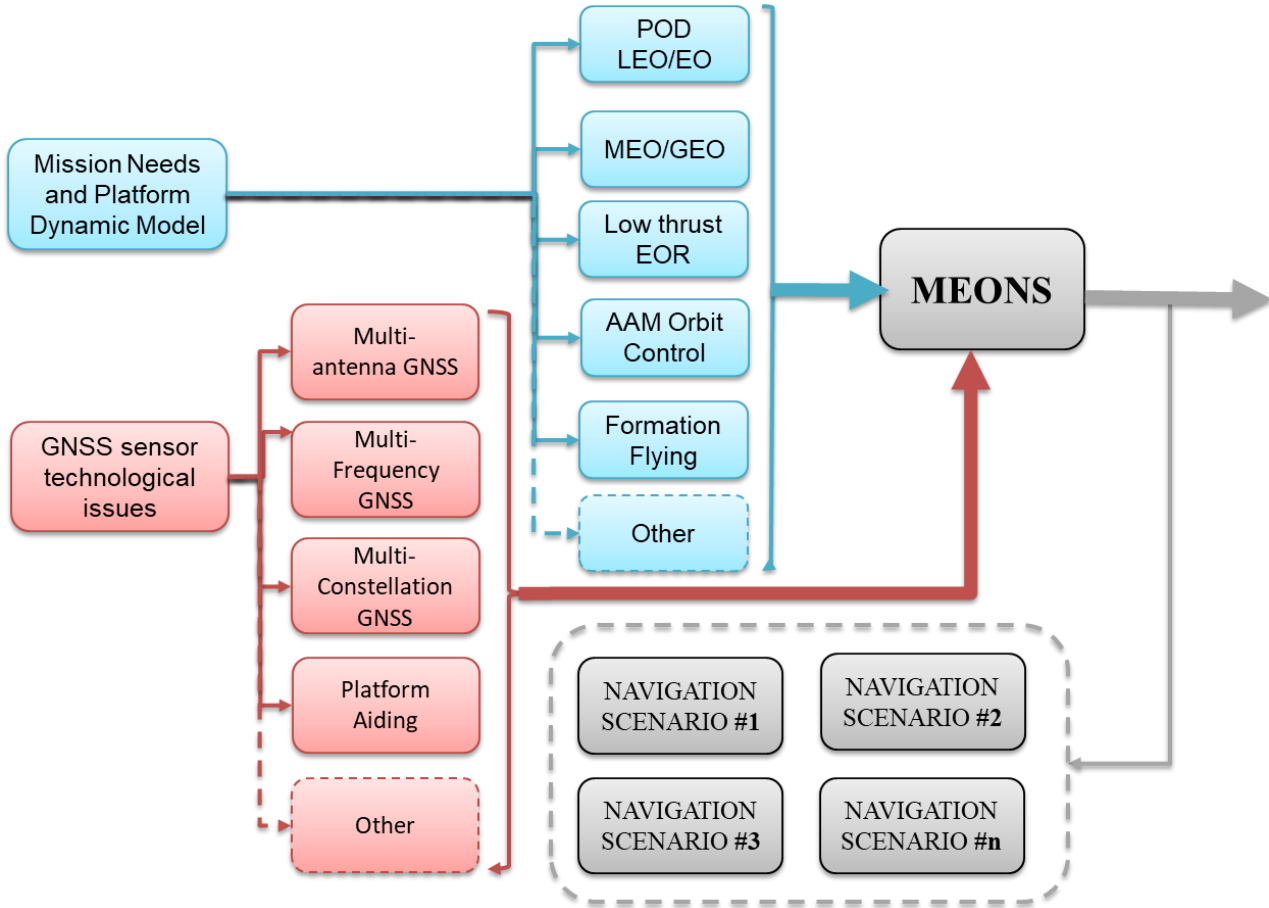 Mission Needs
and Platform
Dynamic Model
POD
LEO/EO
MEO/GEO
Low thrust
EOR
AAM Orbit
Control
Formation
Flying
Other
MEONS
GNSS sensor
technological
issues
Multi-
antenna GNSS
Multi-
Frequency
GNSS
Multi-
Constellation
GNSS
Platform
Aiding
Other
NAVIGATION
SCENARIO #1
NAVIGATION
SCENARIO #2
NAVIGATION
SCENARIO #3
NAVIGATION
SCENARIO #n